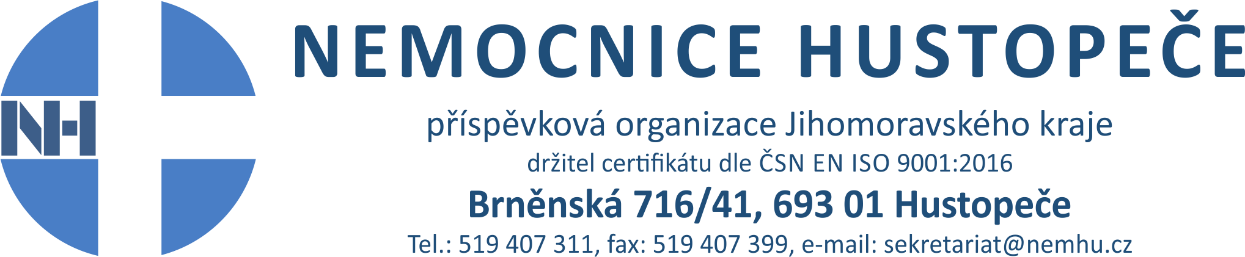 NEMOCNICE HUSTOPEČE
příspěvková organizace Jihomoravského kraje
držitel certifikátu dle ČSN EN ISO 9001:2016
NH
Brněnská 716/41, 693 01 Hustopeče
Tel.: 519 407 311, fax: 519 407 399, e-mail: sekretariat@nemhu.cz